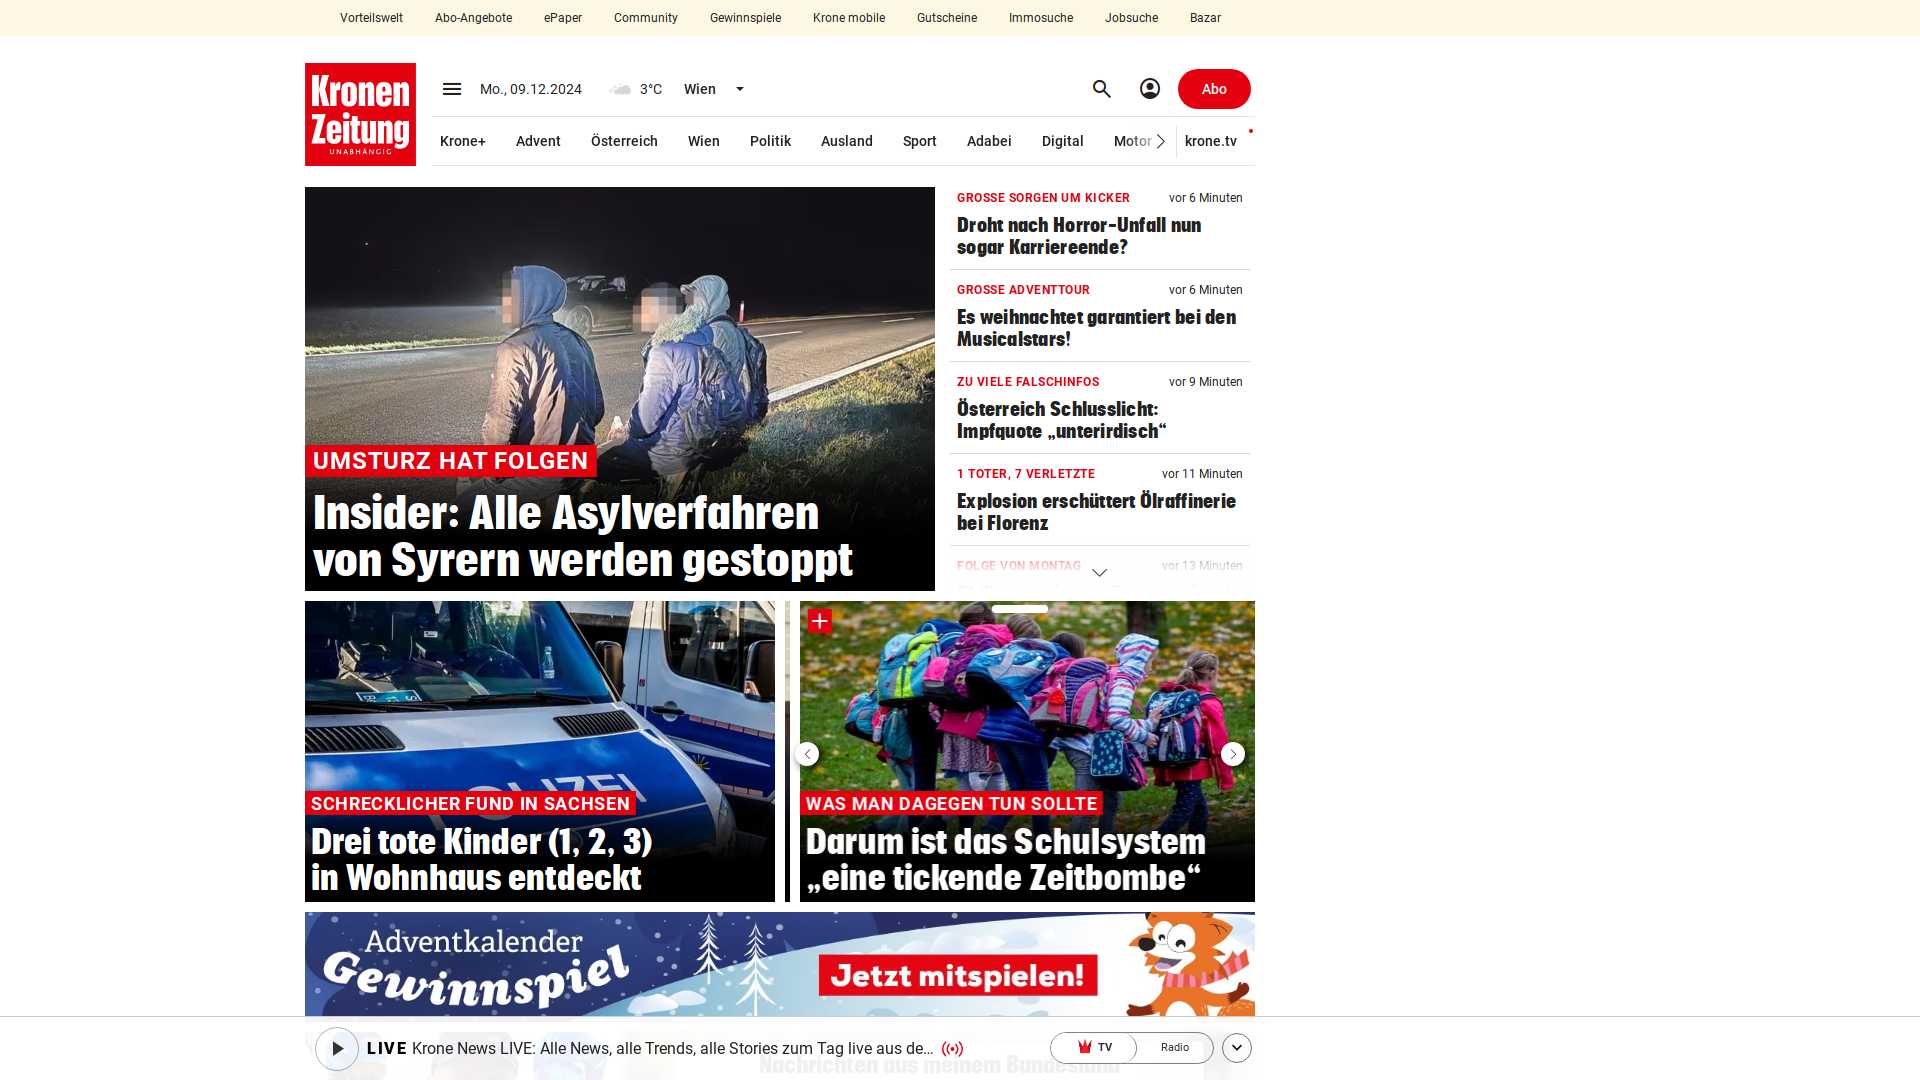 Vorteilswelt Abo-Angebote ePaper Community Gewinnspiele Krone mobile Gutscheine Immosuche Jobsuche Bazar
Kronen
Zeitung
UNABHÄNGIG
Mo., 09.12.2024 3°C Wien
Abo
Krone+ Advent Österreich Wien Politik Ausland Sport Adabei Digital Motor krone.tv
UMSTURZ HAT FOLGEN
Insider: Alle Asylverfahren
von Syrern werden gestoppt
GROSSE SORGEN UM KICKER vor 6 Minuten
Droht nach Horror-Unfall nun
sogar Karriereende?
GROSSE ADVENTTOUR vor 6 Minuten
Es weihnachtet garantiert bei den
Musicalstars!
ZU VIELE FALSCHINFOS vor 9 Minuten
Österreich Schlusslicht:
Impfquote „unterirdisch“
1 TOTER, 7 VERLETZTE vor 11 Minuten
Explosion erschüttert Ölraffinerie
bei Florenz
FOLGE VON MONTAG vor 13 Minuten
SCHRECKLICHER FUND IN SACHSEN
Drei tote Kinder (1, 2, 3)
in Wohnhaus entdeckt
WAS MAN DAGEGEN TUN SOLLTE
Darum ist das Schulsystem
„eine tickende Zeitbombe“
Adventkalender
Gewinnspiel
Jetzt mitspielen!
LIVE Krone News LIVE: Alle News, alle Trends, alle Stories zum Tag live aus de...
TV Radio
Nachrichten aus meinem Bundesland